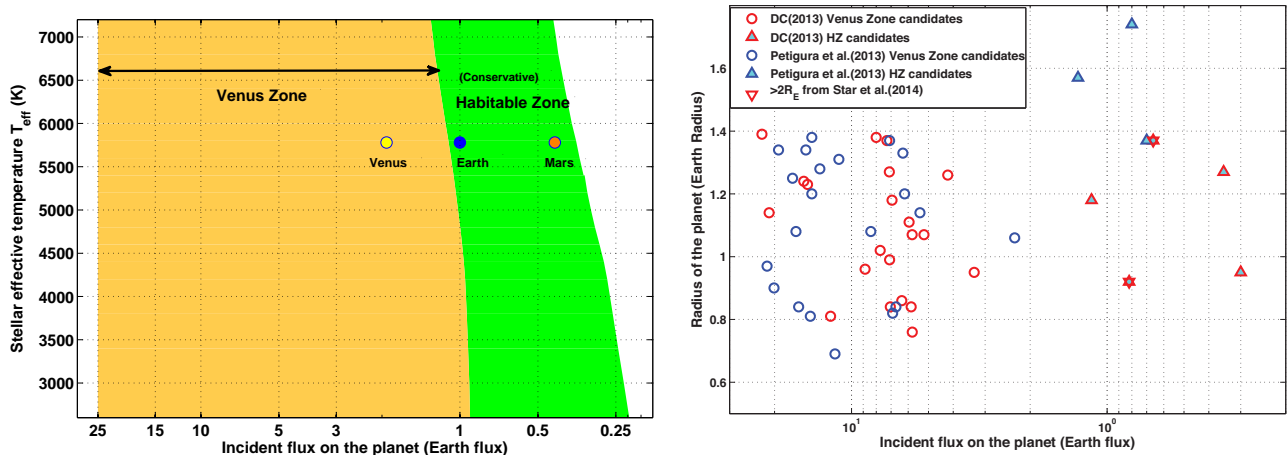 7000
6500
6000
5500
5000
4500
4000
3500
3000
Stellar effective temperature T_eff (K)
(Conservative)
Venus Zone
Habitable Zone
Venus
Earth
Mars
25
15
10
5
3
1
0.5
0.25
Incident flux on the planet (Earth flux)
DC(2013) Venus Zone candidates
DC(2013) HZ candidates
Petigura et al.(2013) Venus Zone candidates
Petigura et al.(2013) HZ candidates
>2R_E from Star et al.(2014)
1.6
1.4
1.2
1
0.8
0.6
Radius of the planet (Earth Radius)
10^1
10^0
Incident flux on the planet (Earth flux)